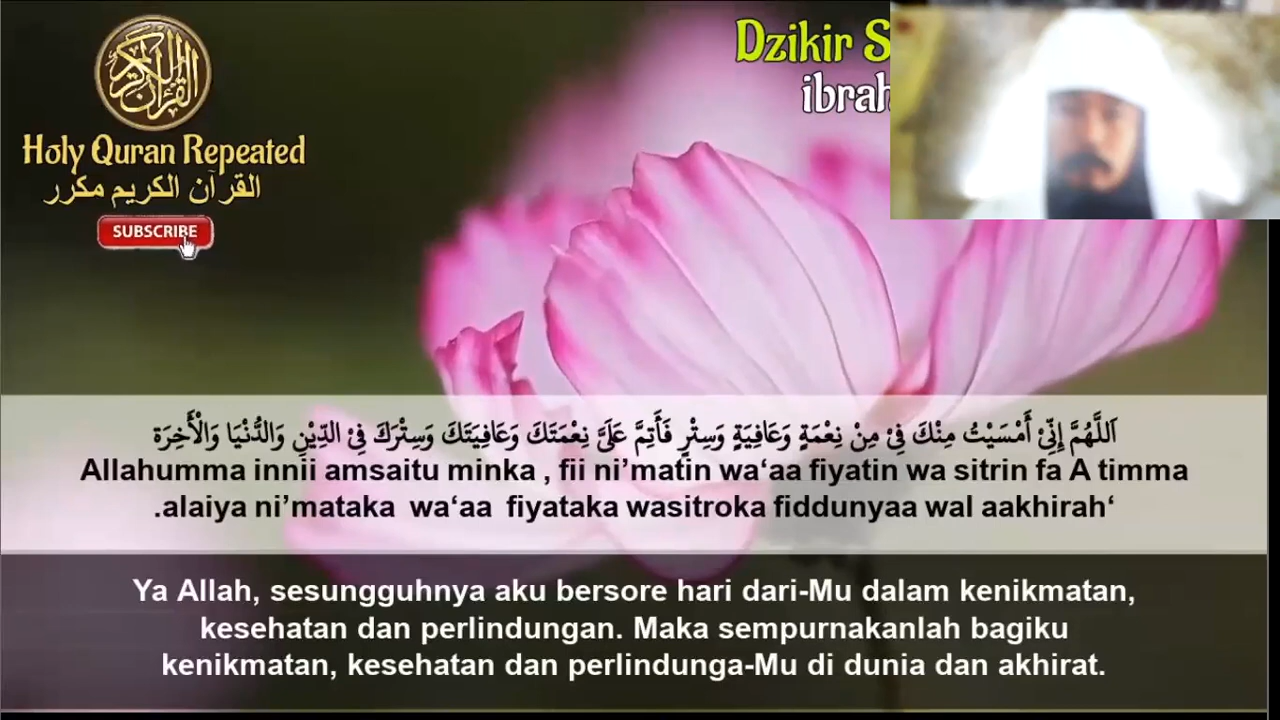 Holy Quran Repeated
القرآن الكريم مكرر
SUBSCRIBE
Dzikir S
ibrah
اَللَّهُمَّ إِنِّيْ أَمْسَيْتُ مِنْكَ فِيْ مِنْ نِعْمَةٍ وَعَافِيَةٍ وَسِتْرٍ فَأَتِمَّ عَلَيَّ نِعْمَتَكَ وَعَافِيَتَكَ وَسِتْرَكَ فِيْ الدِّيْنِ وَالدُّنْيَا وَالْأَخِرَة
Allahumma innii amsaitu minka , fii ni’matin wa‘aa fiyatin wa sitrin fa A timma
.alaiya ni’mataka wa‘aa fiyataka wasitroka fiddunyaa wal aakhirah‘
Ya Allah, sesungguhnya aku bersore hari dari-Mu dalam kenikmatan,
kesehatan dan perlindungan. Maka sempurnakanlah bagiku
kenikmatan, kesehatan dan perlindunga-Mu di dunia dan akhirat.